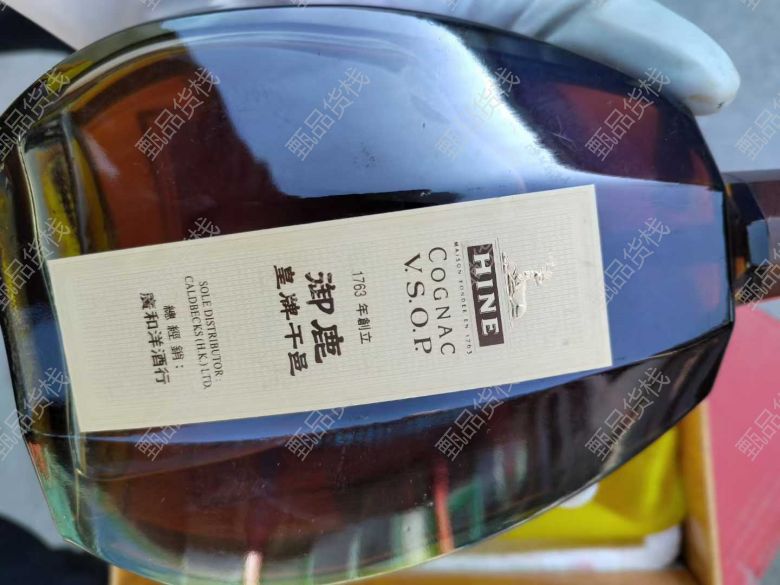 HINE
MAISON FONDÉE EN 1763
COGNAC
V.S.O.P.
1763 年創立
御鹿
皇牌干邑
SOLE DISTRIBUTOR:
CALDBECKS (H.K.) LTD.
總經銷：
廣和洋酒行
甄品货栈